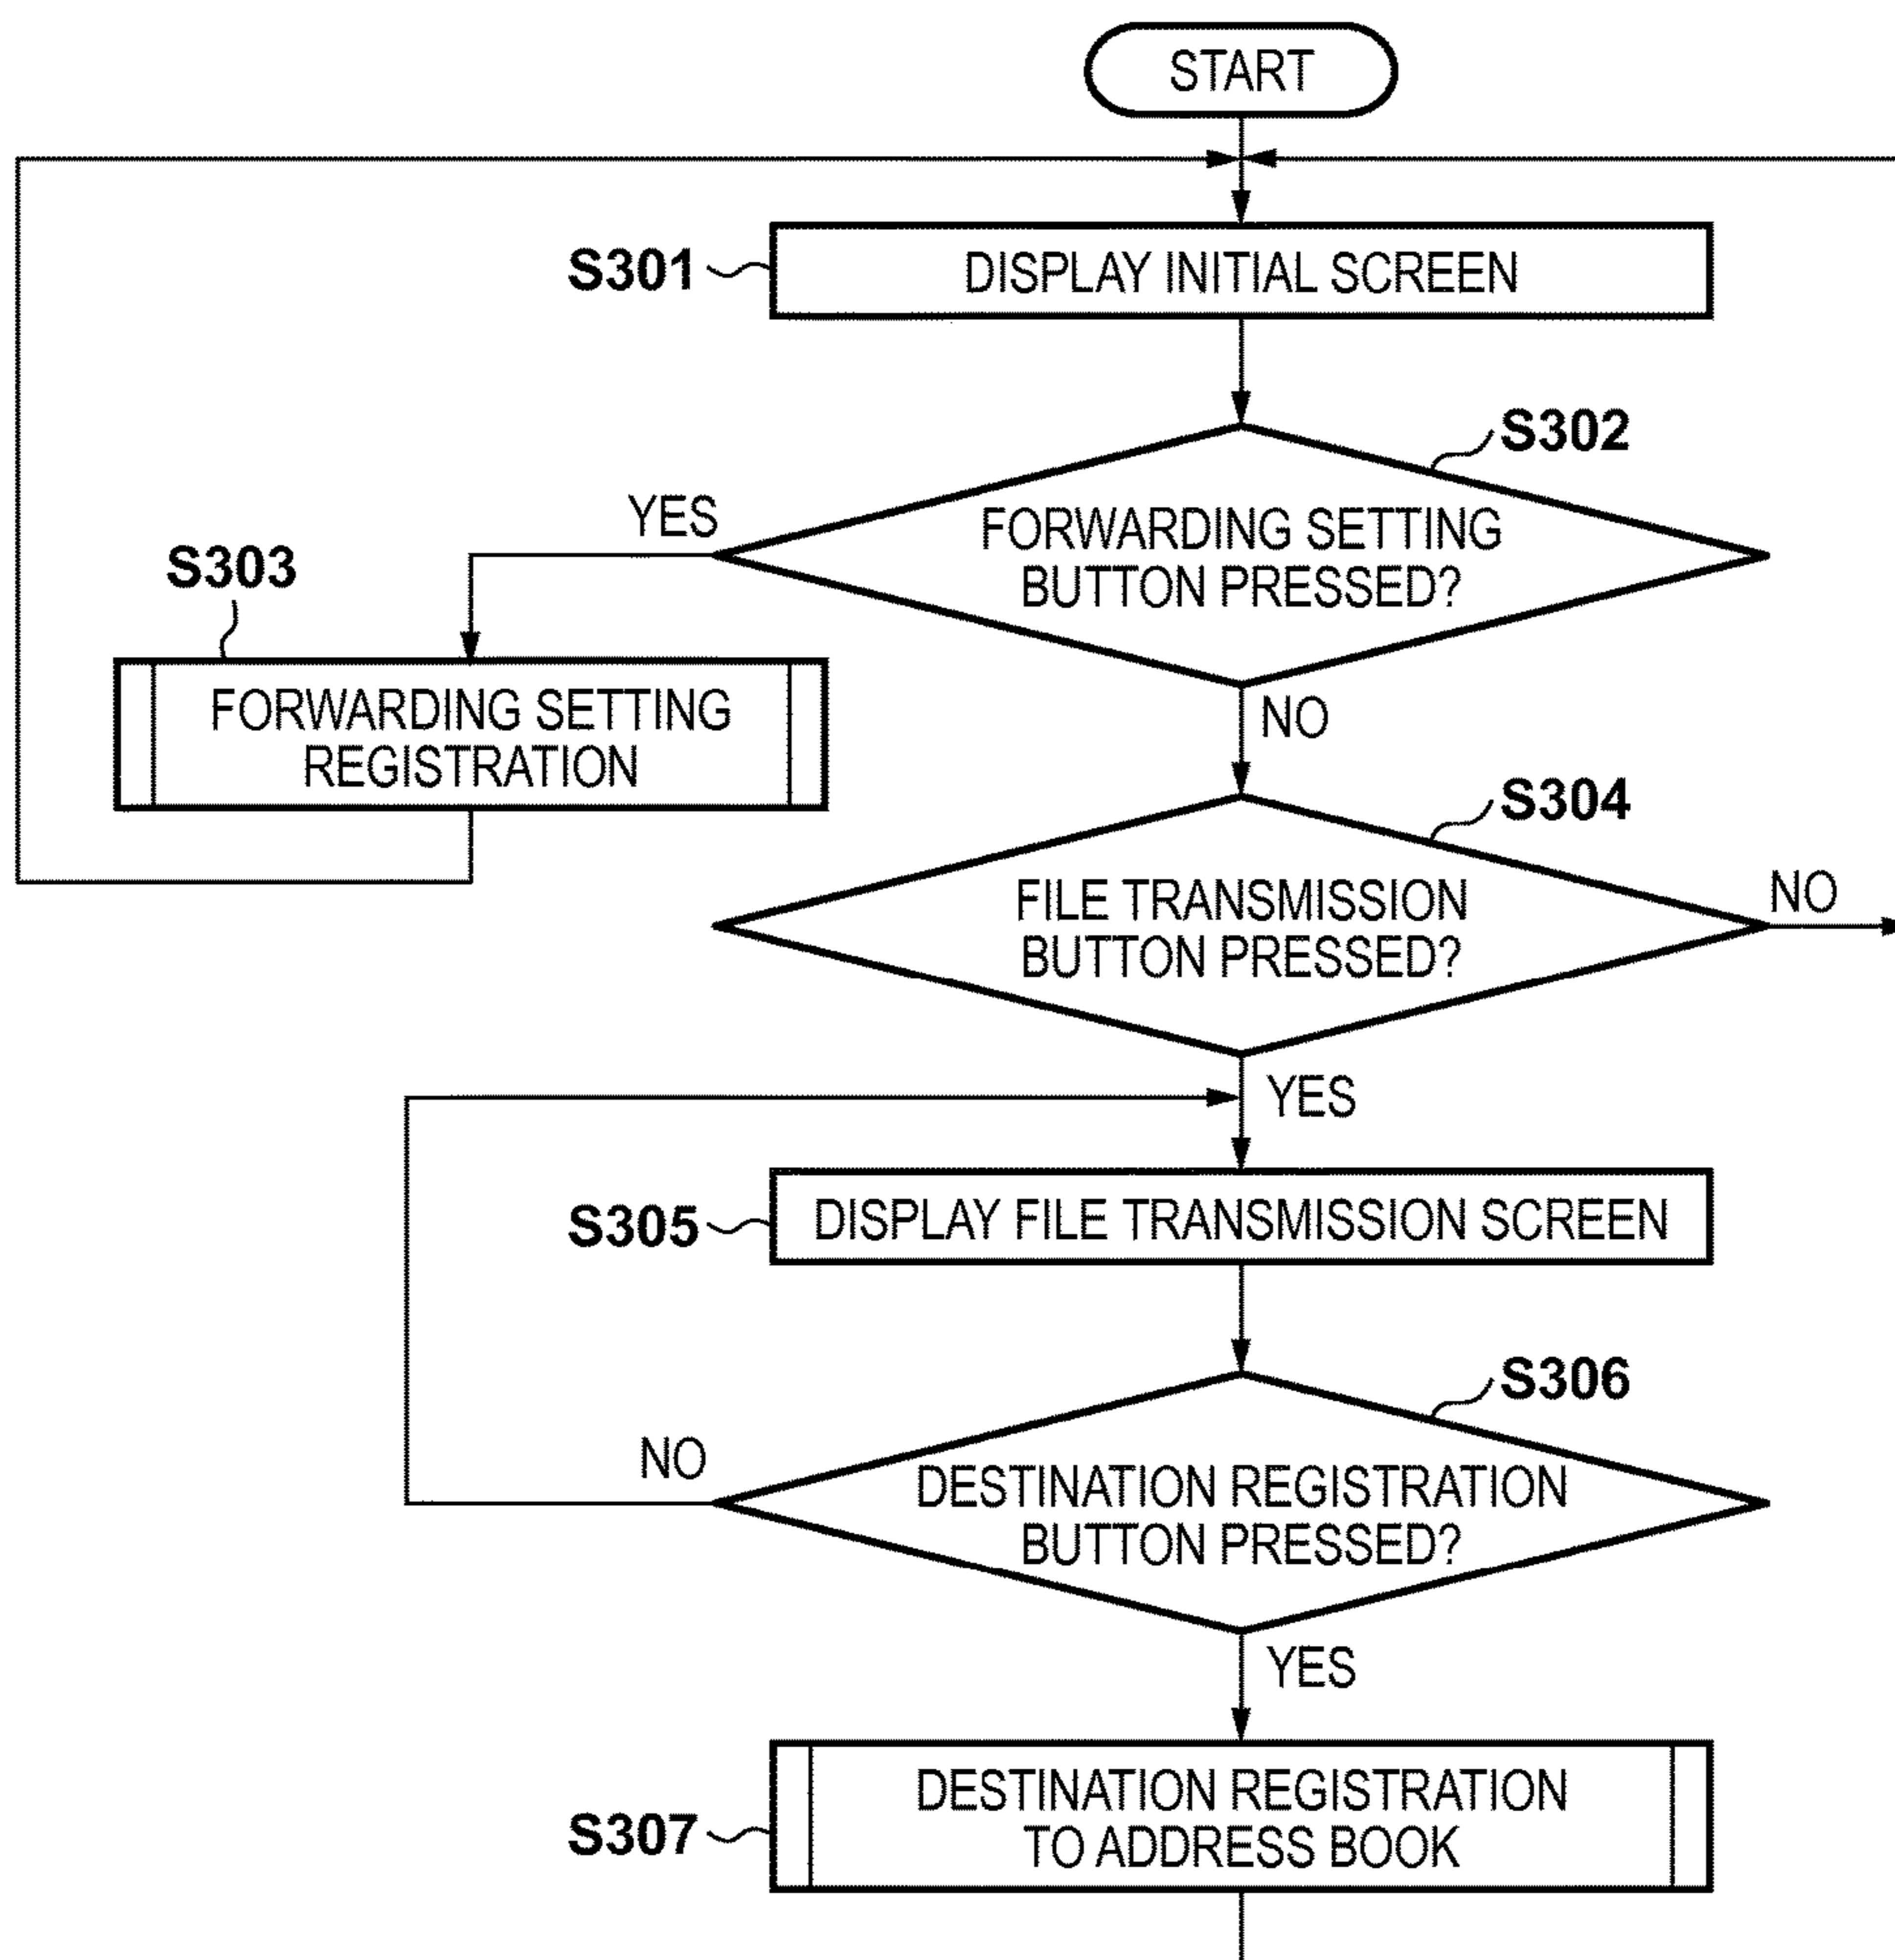 START
S301
DISPLAY INITIAL SCREEN
S302
YES
FORWARDING SETTING
BUTTON PRESSED?
S303
FORWARDING SETTING
REGISTRATION
NO
S304
FILE TRANSMISSION
BUTTON PRESSED?
NO
YES
S305
DISPLAY FILE TRANSMISSION SCREEN
S306
NO
DESTINATION REGISTRATION
BUTTON PRESSED?
YES
S307
DESTINATION REGISTRATION
TO ADDRESS BOOK